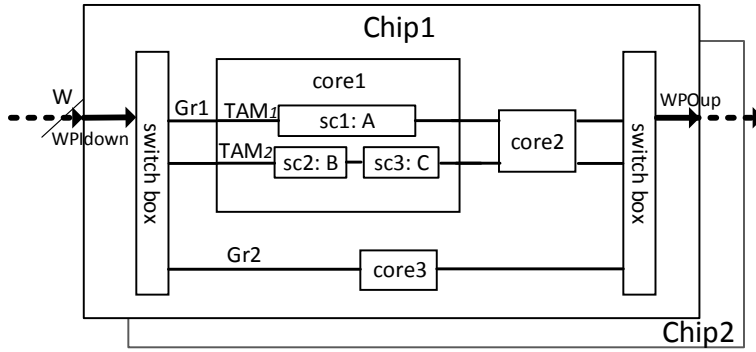 Chip1
core1
W
WPIdown
switch box
Gr1
TAM1
sc1: A
TAM2
sc2: B
sc3: C
core2
switch box
WPOup
Gr2
core3
Chip2